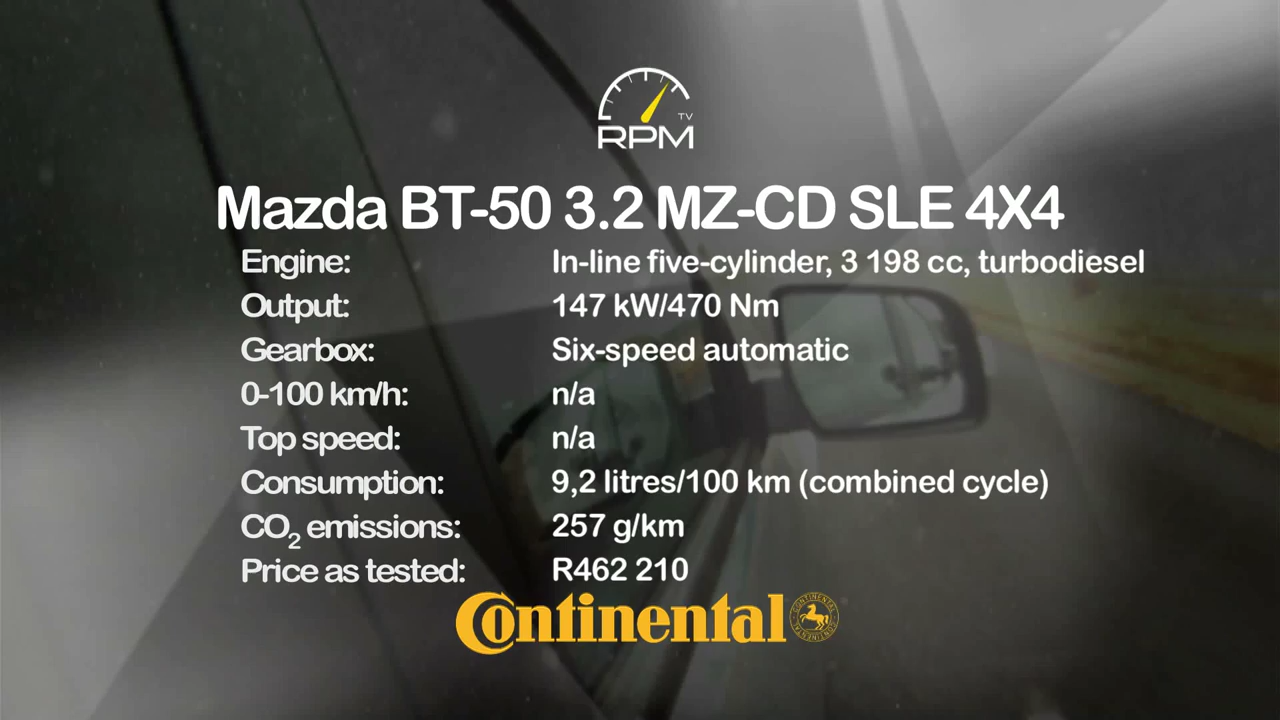 TV
RPM
Mazda BT-50 3.2 MZ-CD SLE 4X4
Engine: In-line five-cylinder, 3 198 cc, turbodiesel
Output: 147 kW/470 Nm
Gearbox: Six-speed automatic
0-100 km/h: n/a
Top speed: n/a
Consumption: 9,2 litres/100 km (combined cycle)
CO₂ emissions: 257 g/km
Price as tested: R462 210
Continental
CONTINENTAL
CONTINENTAL